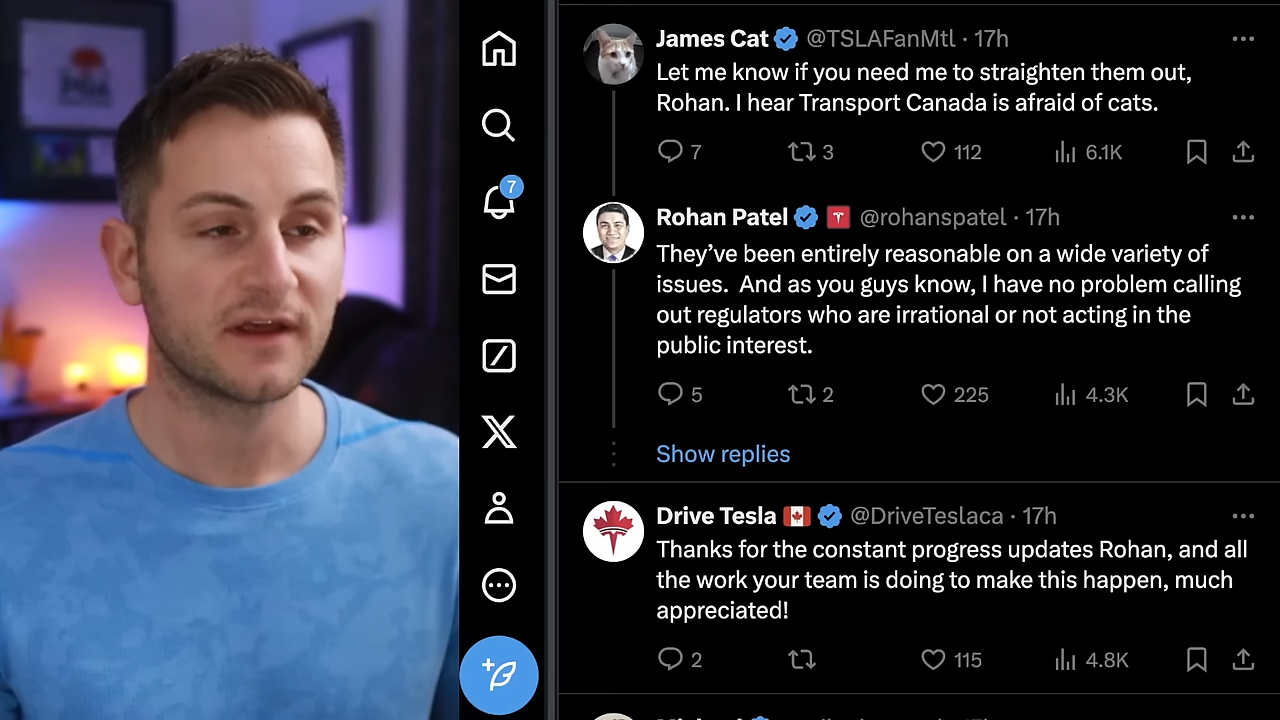 James Cat @TSLAFanMtl · 17h
Let me know if you need me to straighten them out,
Rohan. I hear Transport Canada is afraid of cats.
7 3 112 6.1K
7
Rohan Patel @rohanspatel · 17h
They’ve been entirely reasonable on a wide variety of
issues.  And as you guys know, I have no problem calling
out regulators who are irrational or not acting in the
public interest.
5 2 225 4.3K
Show replies
Drive Tesla @DriveTeslaca · 17h
Thanks for the constant progress updates Rohan, and all
the work your team is doing to make this happen, much
appreciated!
2 115 4.8K